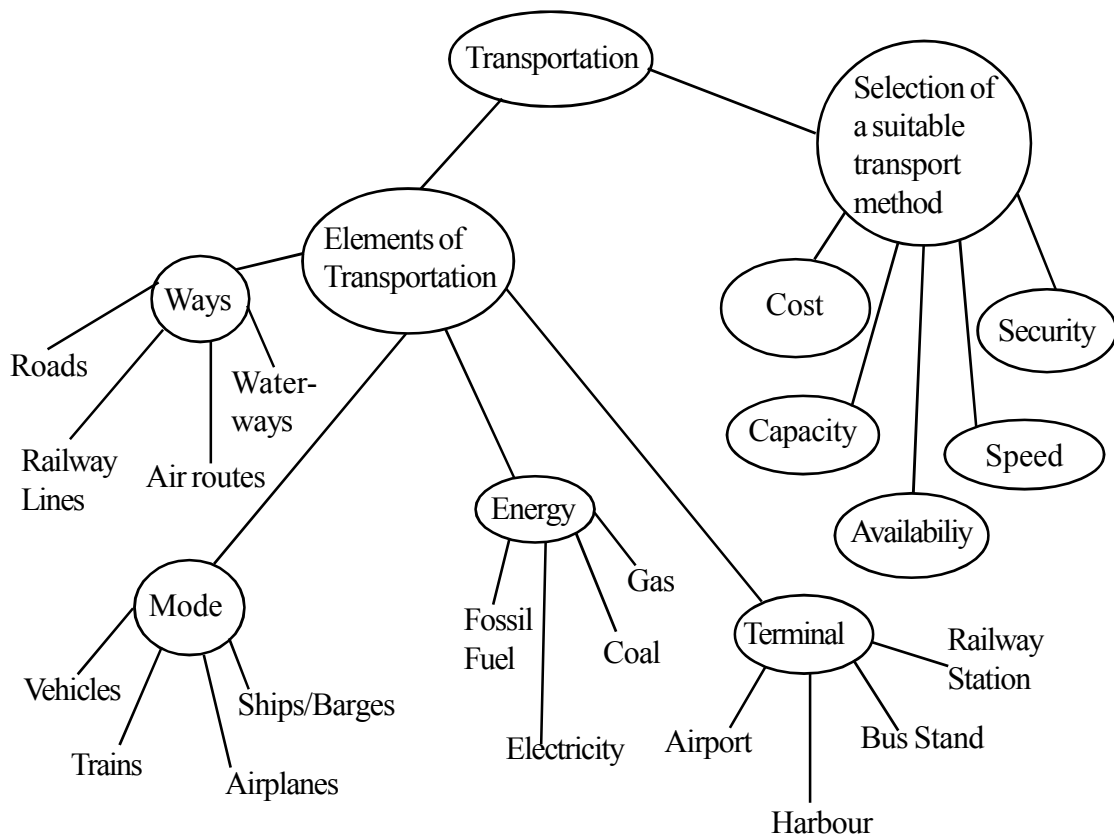 Transportation
Selection of
a suitable
transport
method
Elements of
Transportation
Ways
Roads
Railway
Lines
Air routes
Water-
ways
Cost
Security
Capacity
Speed
Availabiliy
Energy
Fossil
Fuel
Electricity
Coal
Gas
Mode
Vehicles
Trains
Airplanes
Ships/Barges
Terminal
Airport
Harbour
Bus Stand
Railway
Station